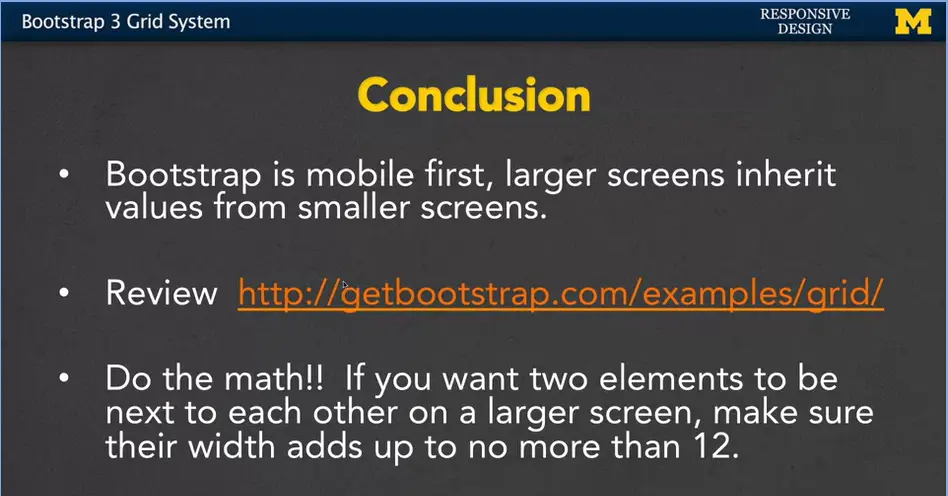 Bootstrap 3 Grid System
RESPONSIVE
DESIGN
M
Conclusion
• Bootstrap is mobile first, larger screens inherit
values from smaller screens.
• Review http://getbootstrap.com/examples/grid/
• Do the math!! If you want two elements to be
next to each other on a larger screen, make sure
their width adds up to no more than 12.